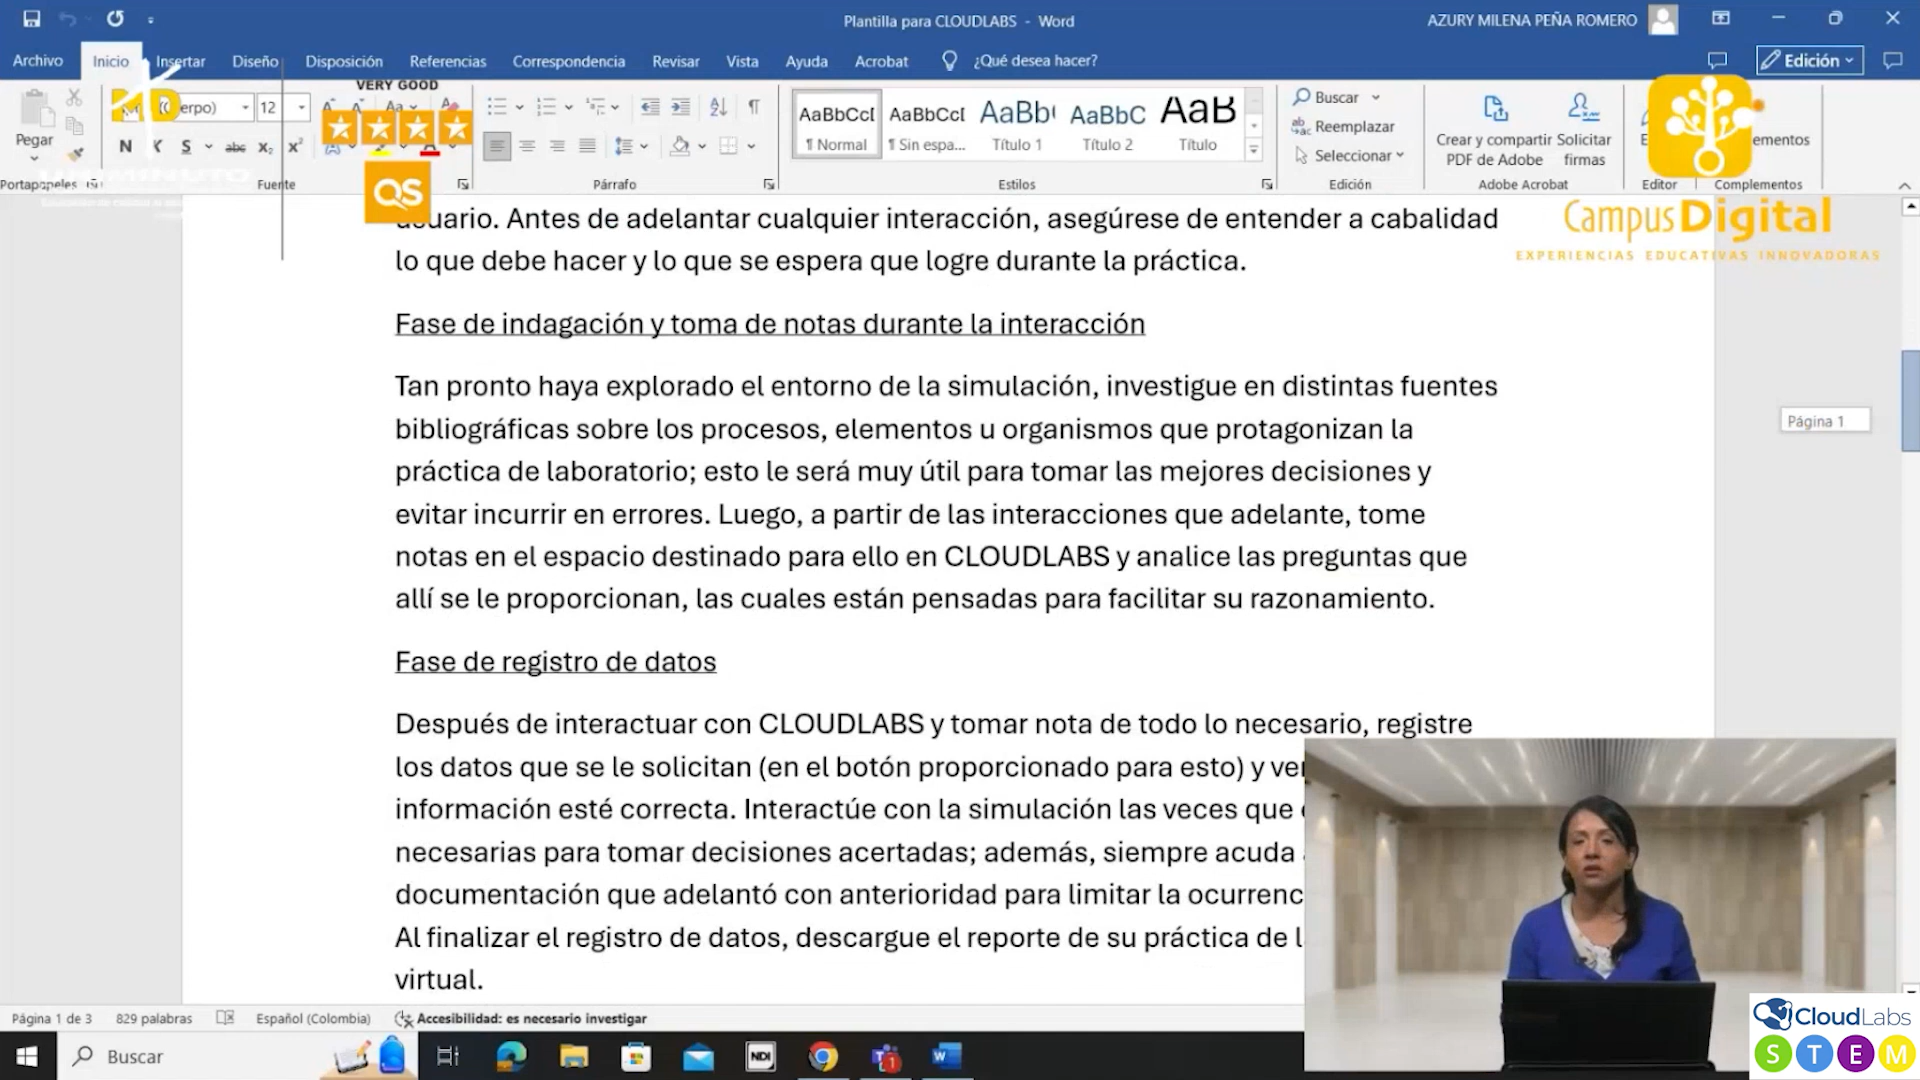 Plantilla para CLOUDLABS - Word
AZURY MILENA PEÑA ROMERO
Archivo Inicio Insertar Diseño Disposición Referencias Correspondencia Revisar Vista Ayuda Acrobat ¿Qué desea hacer? Edición
VERY GOOD
12
Pegar
N K S abc x₂ x²
Aa
QS
Portapapeles Fuente Párrafo Estilos Edición Adobe Acrobat Editor Complementos
AaBbCcD AaBbCcD AaBbC AaBbC AaB
¶ Normal ¶ Sin espa... Título 1 Título 2 Título
Buscar
Reemplazar
Seleccionar
Crear y compartir PDF de Adobe
Solicitar firmas
UNIMINUTO
Campus Digital
EXPERIENCIAS EDUCATIVAS INNOVADORAS
usuario. Antes de adelantar cualquier interacción, asegúrese de entender a cabalidad
lo que debe hacer y lo que se espera que logre durante la práctica.
Fase de indagación y toma de notas durante la interacción
Tan pronto haya explorado el entorno de la simulación, investigue en distintas fuentes
bibliográficas sobre los procesos, elementos u organismos que protagonizan la
práctica de laboratorio; esto le será muy útil para tomar las mejores decisiones y
evitar incurrir en errores. Luego, a partir de las interacciones que adelante, tome
notas en el espacio destinado para ello en CLOUDLABS y analice las preguntas que
allí se le proporcionan, las cuales están pensadas para facilitar su razonamiento.
Fase de registro de datos
Después de interactuar con CLOUDLABS y tomar nota de todo lo necesario, registre
los datos que se le solicitan (en el botón proporcionado para esto) y
información esté correcta. Interactúe con la simulación las veces que
necesarias para tomar decisiones acertadas; además, siempre acuda
documentación que adelantó con anterioridad para limitar la
Al finalizar el registro de datos, descargue el reporte de su práctica de
virtual.
Página 1
Página 1 de 3 829 palabras Español (Colombia) Accesibilidad: es necesario investigar
Buscar
NDI
1
CloudLabs
STEM